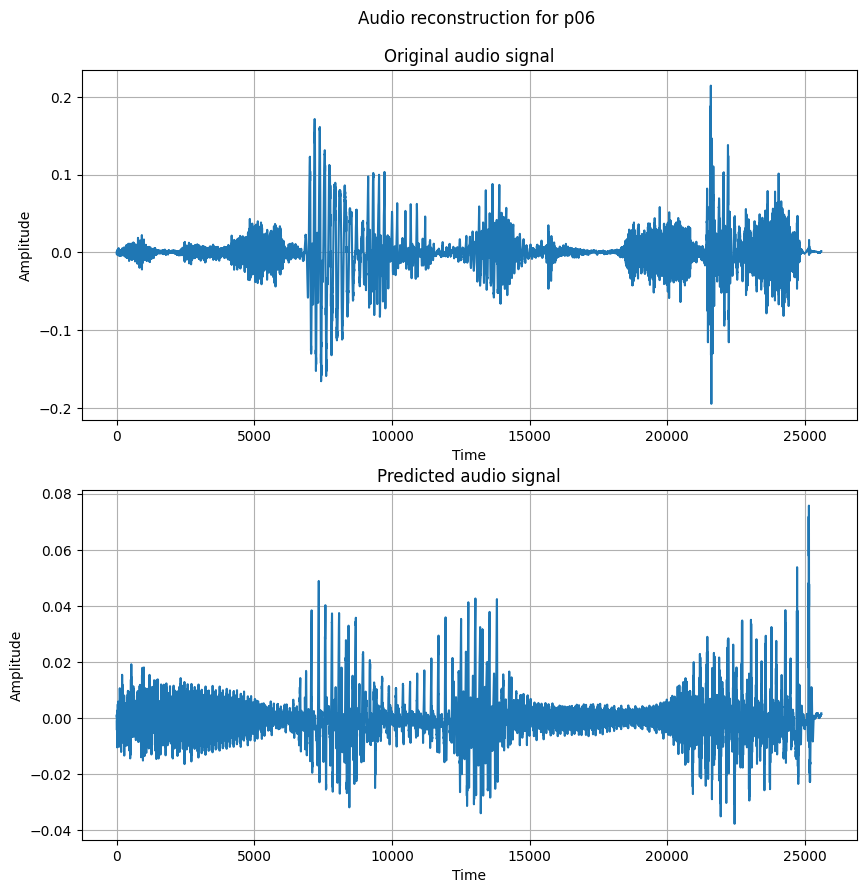 Audio reconstruction for p06
Original audio signal
0.2
0.1
0.0
−0.1
−0.2
Amplitude
0 5000 10000 15000 20000 25000
Time
Predicted audio signal
0.08
0.06
0.04
0.02
0.00
−0.02
−0.04
Amplitude
0 5000 10000 15000 20000 25000
Time